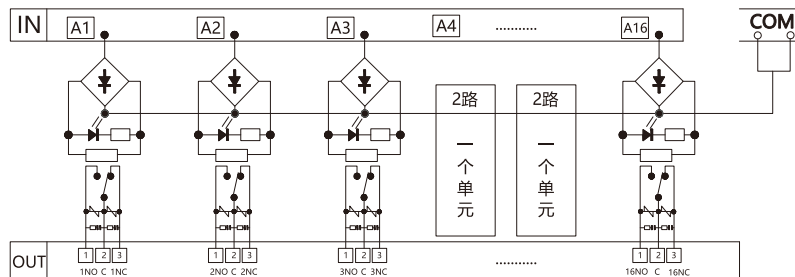 IN A1 A2 A3 A4 ........... A16 COM
2路 2路
一个单元 一个单元
OUT 1 2 3 1 2 3 1 2 3 ........... 1 2 3
1NO C 1NC 2NO C 2NC 3NO C 3NC 16NO C 16NC